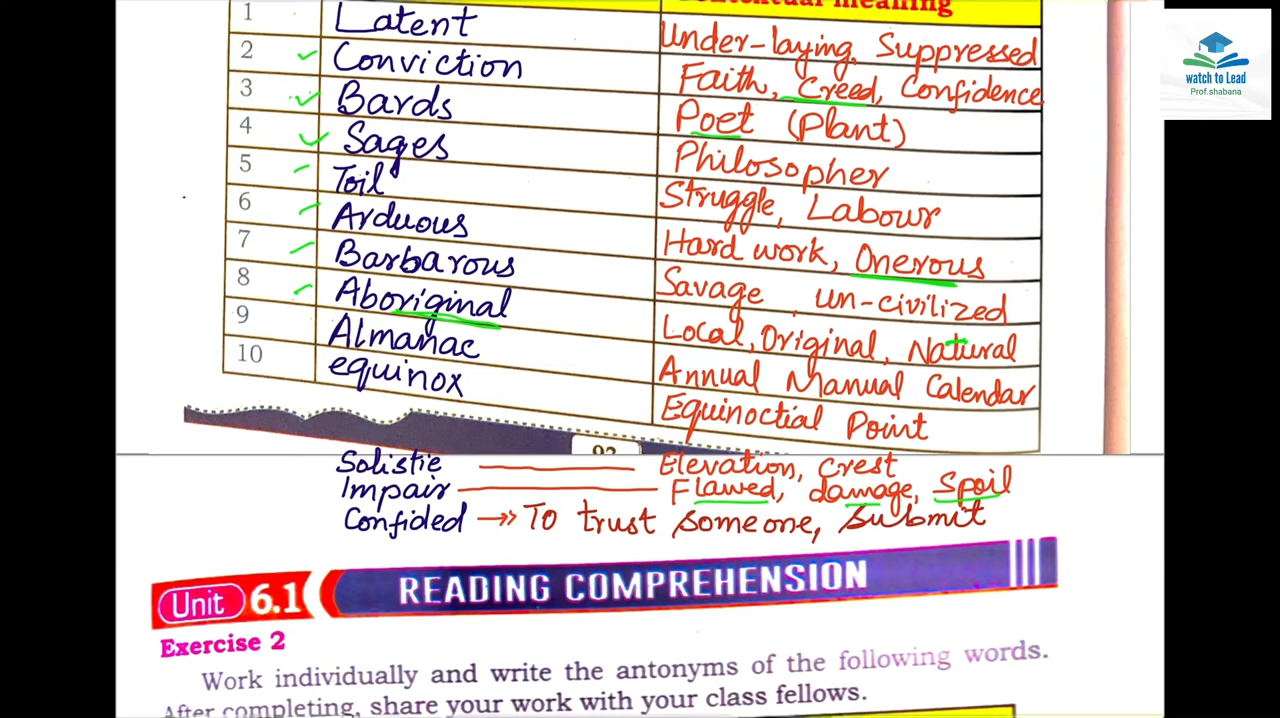 Contextual meaning
1 Latent Under-laying, Suppressed
2 Conviction Faith, Creed, Confidence
3 Bards Poet (Plant)
4 Sages Philosopher
5 Toil Struggle, Labour
6 Arduous Hard work, Onerous
7 Barbarous Savage, un-civilized
8 Aboriginal Local, Original, Natural
9 Almanac Annual Manual Calendar
10 equinox Equinoctial Point
Solistie Elevation, Crest
Impair Flawed, damage, Spoil
Confided To trust someone, submit
Unit 6.1 READING COMPREHENSION
Exercise 2
Work individually and write the antonyms of the following words.
After completing, share your work with your class fellows.
watch to Lead
Prof.shabana